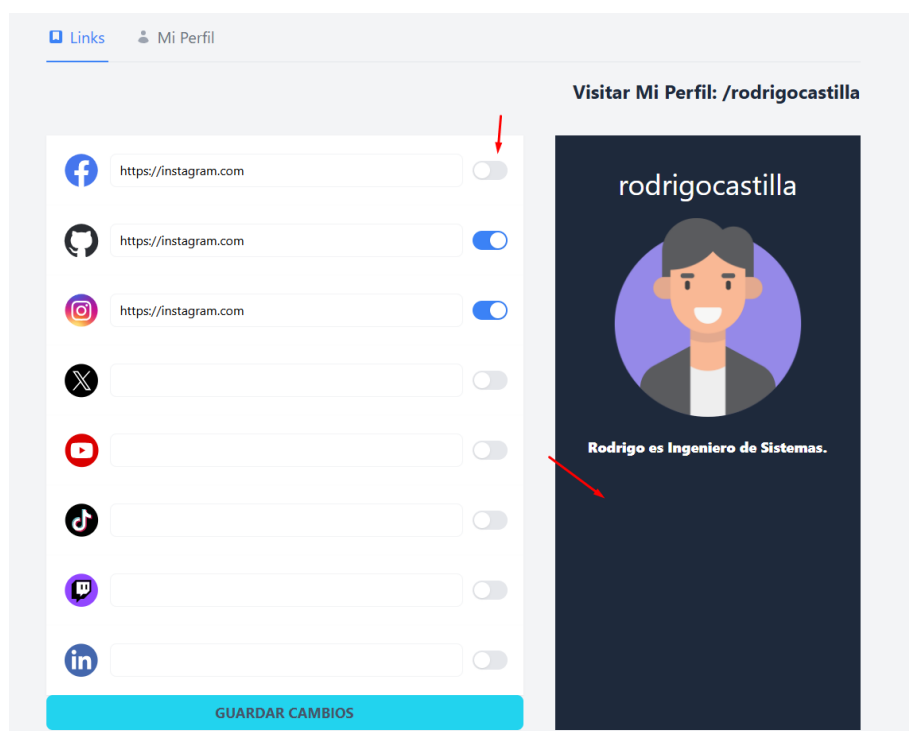 Links
Mi Perfil
Visitar Mi Perfil: /rodrigocastilla
https://instagram.com
https://instagram.com
https://instagram.com
GUARDAR CAMBIOS
rodrigocastilla
Rodrigo es Ingeniero de Sistemas.